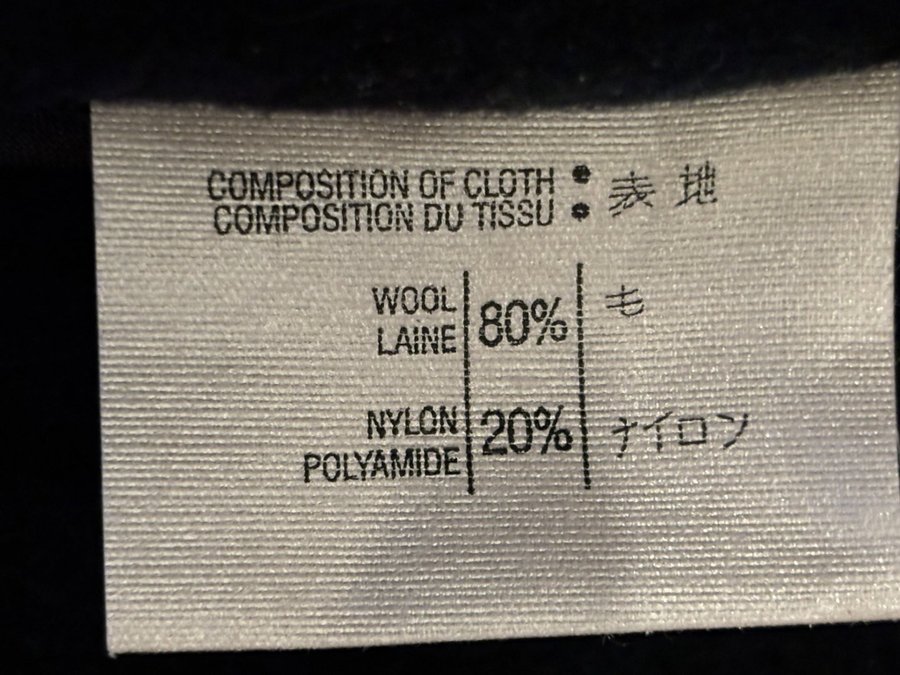 COMPOSITION OF CLOTH : 表地
COMPOSITION DU TISSU
WOOL 80% 毛
LAINE
NYLON 20% ナイロン
POLYAMIDE